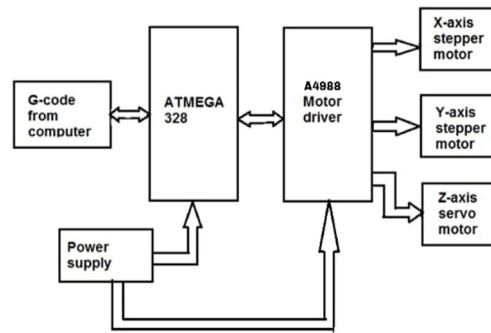 G-code
from
computer
ATMEGA
328
A4988
Motor
driver
X-axis
stepper
motor
Y-axis
stepper
motor
Z-axis
servo
motor
Power
supply